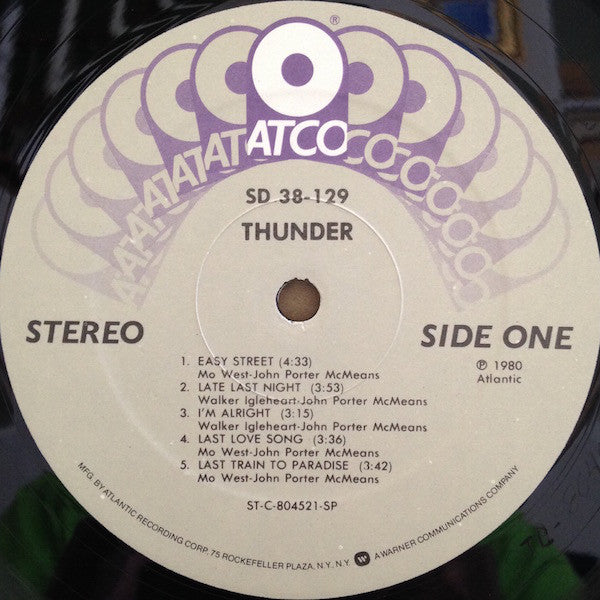 ®
ATCO
SD 38-129
THUNDER
STEREO
SIDE ONE
℗ 1980
Atlantic
1. EASY STREET (4:33)
Mo West-John Porter McMeans
2. LATE LAST NIGHT (3:53)
Walker Igleheart-John Porter McMeans
3. I'M ALRIGHT (3:15)
Walker Igleheart-John Porter McMeans
4. LAST LOVE SONG (3:36)
Mo West-John Porter McMeans
5. LAST TRAIN TO PARADISE (3:42)
Mo West-John Porter McMeans
ST-C-804521-SP
MFG. BY ATLANTIC RECORDING CORP. 75 ROCKEFELLER PLAZA, N.Y. N.Y. A WARNER COMMUNICATIONS COMPANY